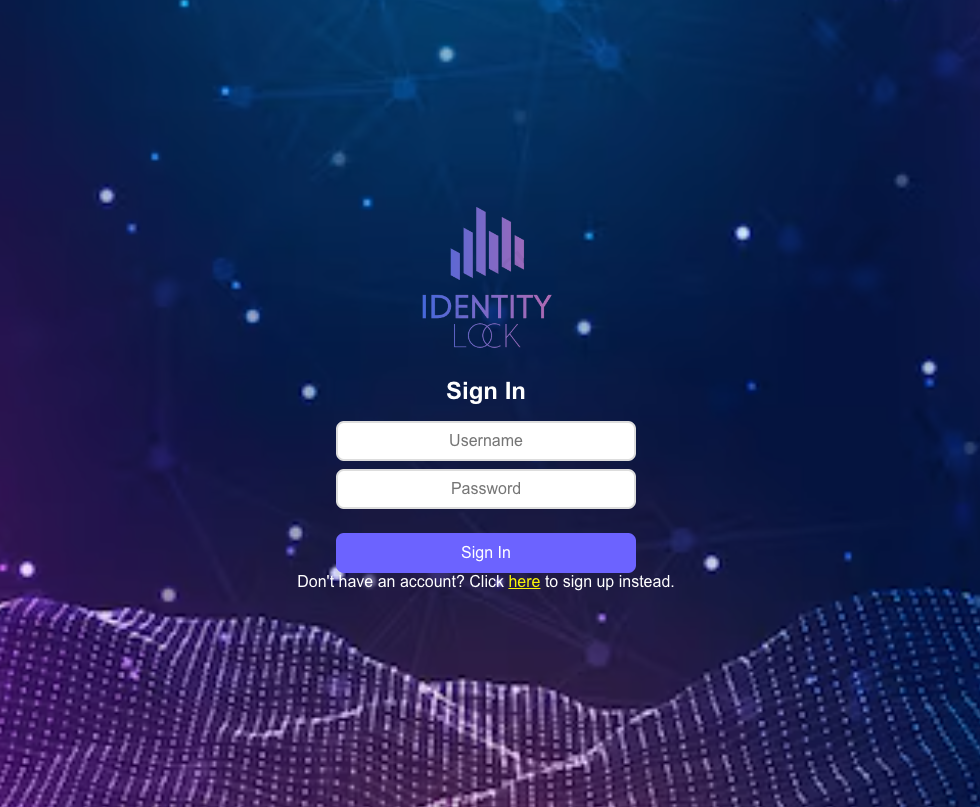 IDENTITY
LOCK
Sign In
Username
Password
Sign In
Don't have an account? Click here to sign up instead.